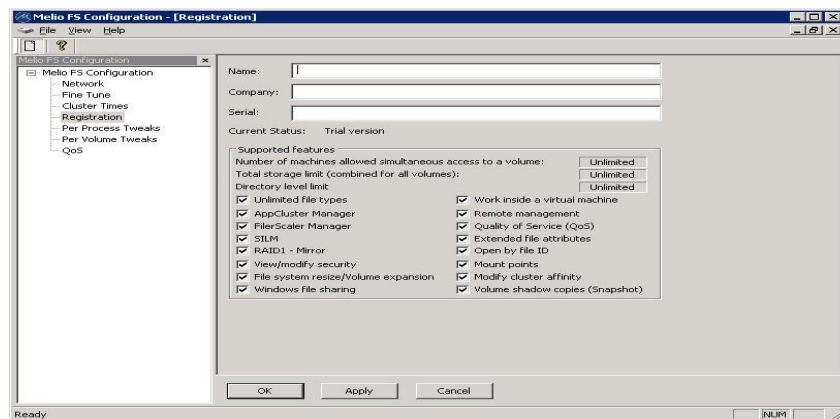 Melio FS Configuration - [Registration]
File View Help
Melio FS Configuration
Melio FS Configuration
Network
Fine Tune
Cluster Times
Registration
Per Process Tweaks
Per Volume Tweaks
QoS
Name:
Company:
Serial:
Current Status: Trial version
Supported features
Number of machines allowed simultaneous access to a volume: Unlimited
Total storage limit (combined for all volumes): Unlimited
Directory level limit Unlimited
Unlimited file types Work inside a virtual machine
AppCluster Manager Remote management
FilerScaler Manager Quality of Service (QoS)
SILM Extended file attributes
RAID1 - Mirror Open by file ID
View/modify security Mount points
File system resize/Volume expansion Modify cluster affinity
Windows file sharing Volume shadow copies (Snapshot)
OK Apply Cancel
Ready NUM